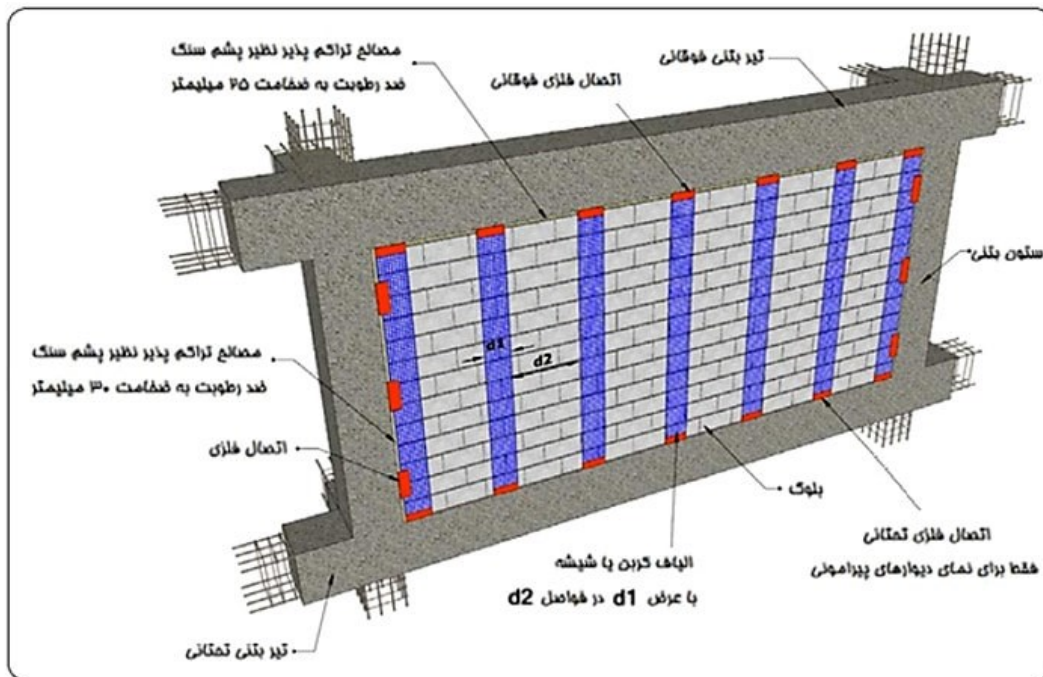 مصالح تراکم پذیر نظیر پشم سنگ
ضد رطوبت به ضخامت ۲۵ میلیمتر
اتصال فلزی فوقانی
تیر بتنی فوقانی
ستون بتنی
d1
d2
مصالح تراکم پذیر نظیر پشم سنگ
ضد رطوبت به ضخامت ۳۰ میلیمتر
اتصال فلزی
بلوک
اتصال فلزی تحتانی
فقط برای نمای دیوارهای پیرامونی
الیاف کربن یا شیشه
با عرض d1 در فواصل d2
تیر بتنی تحتانی